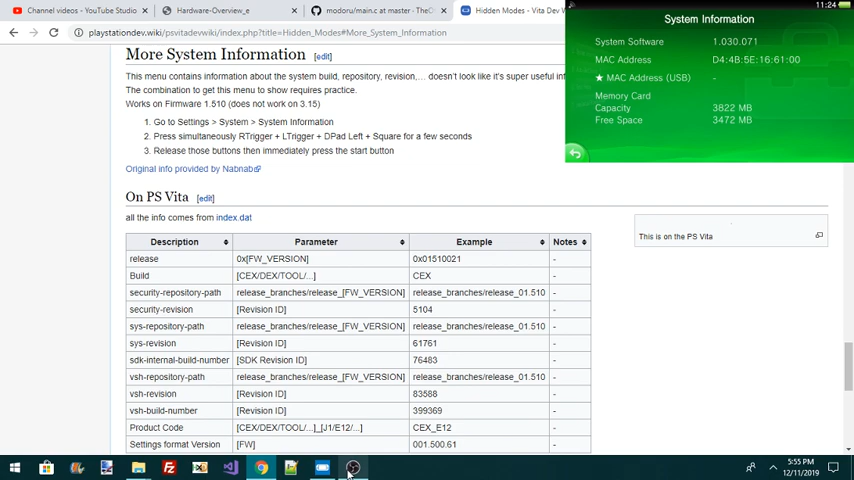 Solution - YouTube Studio
Hardware-Overview_e
modoru/main.c at master · TheO
Hidden Modes - Vita Dev W
playstationdev.wiki/psvitadevwiki/index.php?title=Hidden_Modes#More_System_Information
11:24
System Information
System Software 1.030.071
MAC Address D4:4B:5E:16:61:00
★ MAC Address (USB) -
Memory Card
Capacity 3822 MB
Free Space 3472 MB
More System Information [edit]
This menu contains information about the system build, repository, revision,… doesn't look like it's super useful inf
The combination to get this menu to show requires practice.
Works on Firmware 1.510 (does not work on 3.15)
1. Go to Settings > System > System Information
2. Press simultaneously RTrigger + LTrigger + DPad Left + Square for a few seconds
3. Release those buttons then immediately press the start button
Original info provided by Nabnab
On PS Vita [edit]
all the info comes from index.dat
This is on the PS Vita
Description Parameter Example Notes
release 0x[FW_VERSION] 0x01510021 -
Build [CEX/DEX/TOOL/...] CEX -
security-repository-path release_branches/release_[FW_VERSION] release_branches/release_01.510 -
security-revision [Revision ID] 5104 -
sys-repository-path release_branches/release_[FW_VERSION] release_branches/release_01.510 -
sys-revision [Revision ID] 61761 -
sdk-internal-build-number [SDK Revision ID] 76483 -
vsh-repository-path release_branches/release_[FW_VERSION] release_branches/release_01.510 -
vsh-revision [Revision ID] 83588 -
vsh-build-number [Revision ID] 399369 -
Product Code [CEX/DEX/TOOL/...]_[J1/E12/...] CEX_E12 -
Settings format Version [FW] 001.500.61 -
5:55 PM
12/11/2019